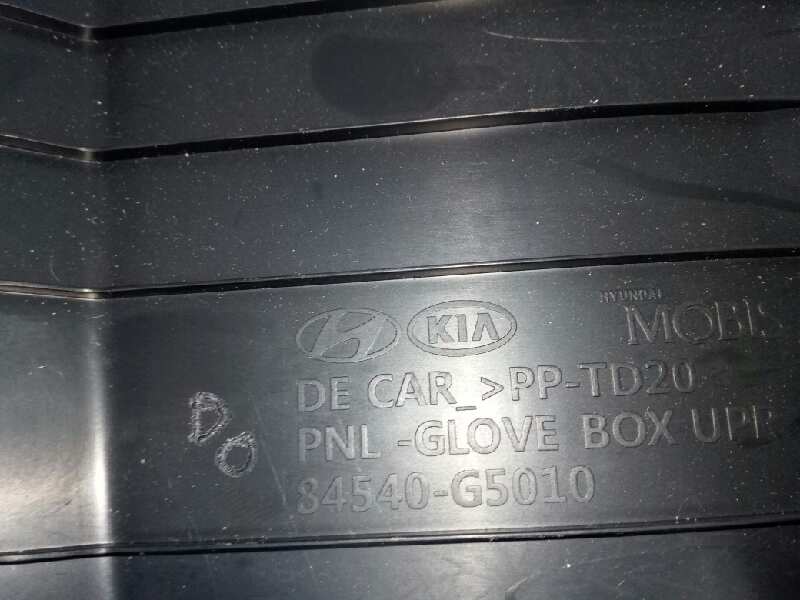 HYUNDAI
KIA MOBIS
DE CAR_>PP-TD20
PNL -GLOVE BOX UPR
84540-G5010
DO